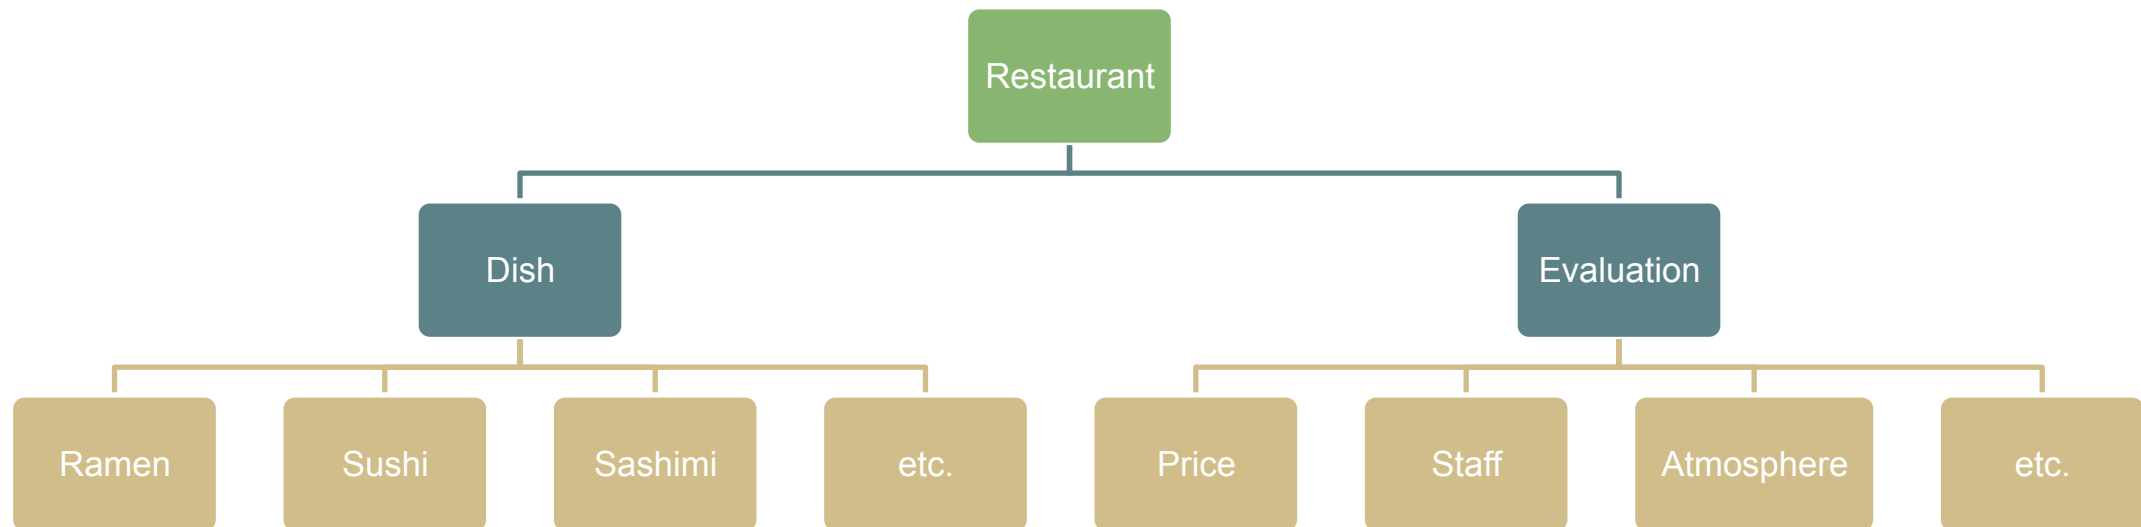 Restaurant
Dish
Evaluation
Ramen
Sushi
Sashimi
etc.
Price
Staff
Atmosphere
etc.